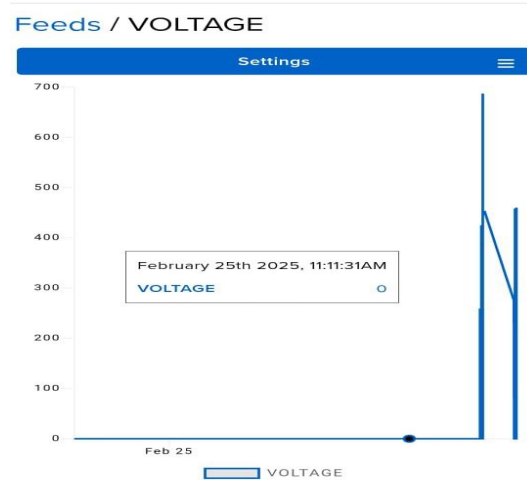 Feeds / VOLTAGE
Settings
700
600
500
400
300
200
100
0
February 25th 2025, 11:11:31AM
VOLTAGE 0
Feb 25
VOLTAGE